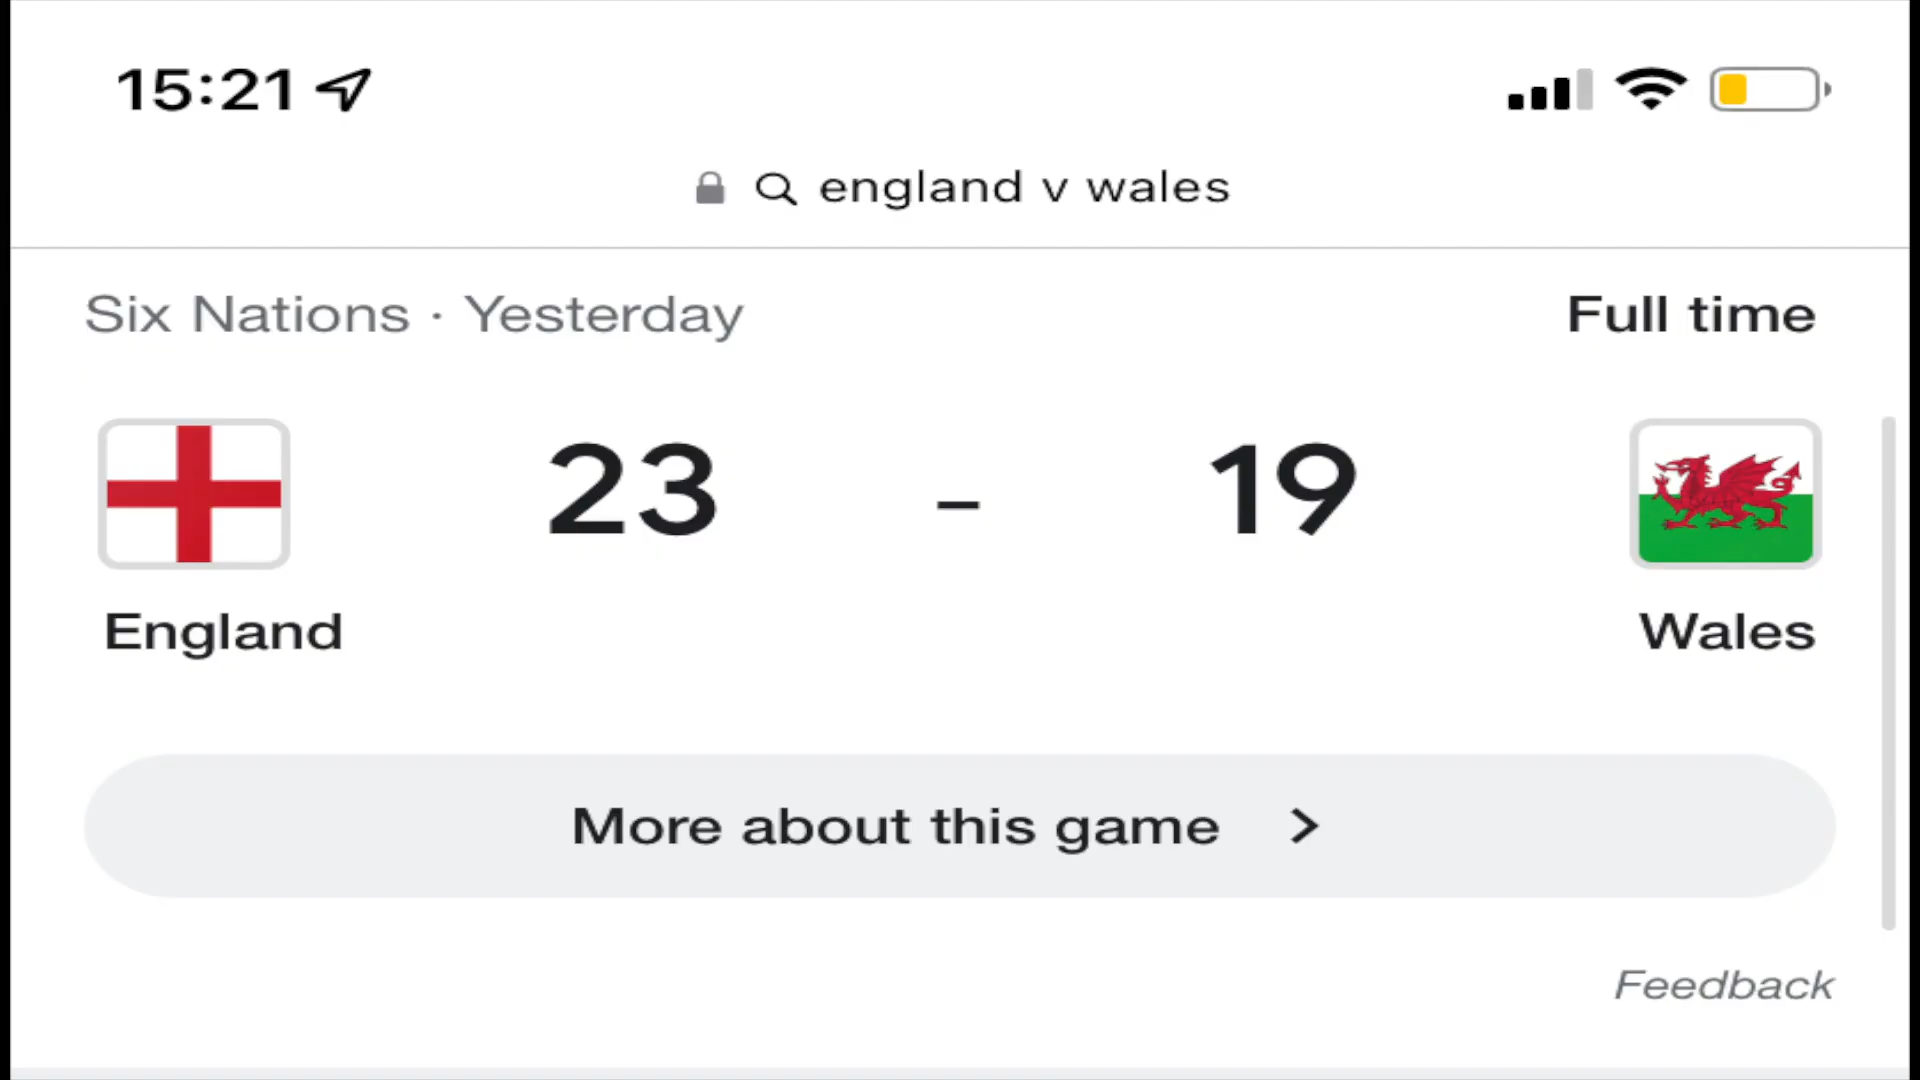 15:21
england v wales
Six Nations · Yesterday Full time
23 - 19
England Wales
More about this game >
Feedback